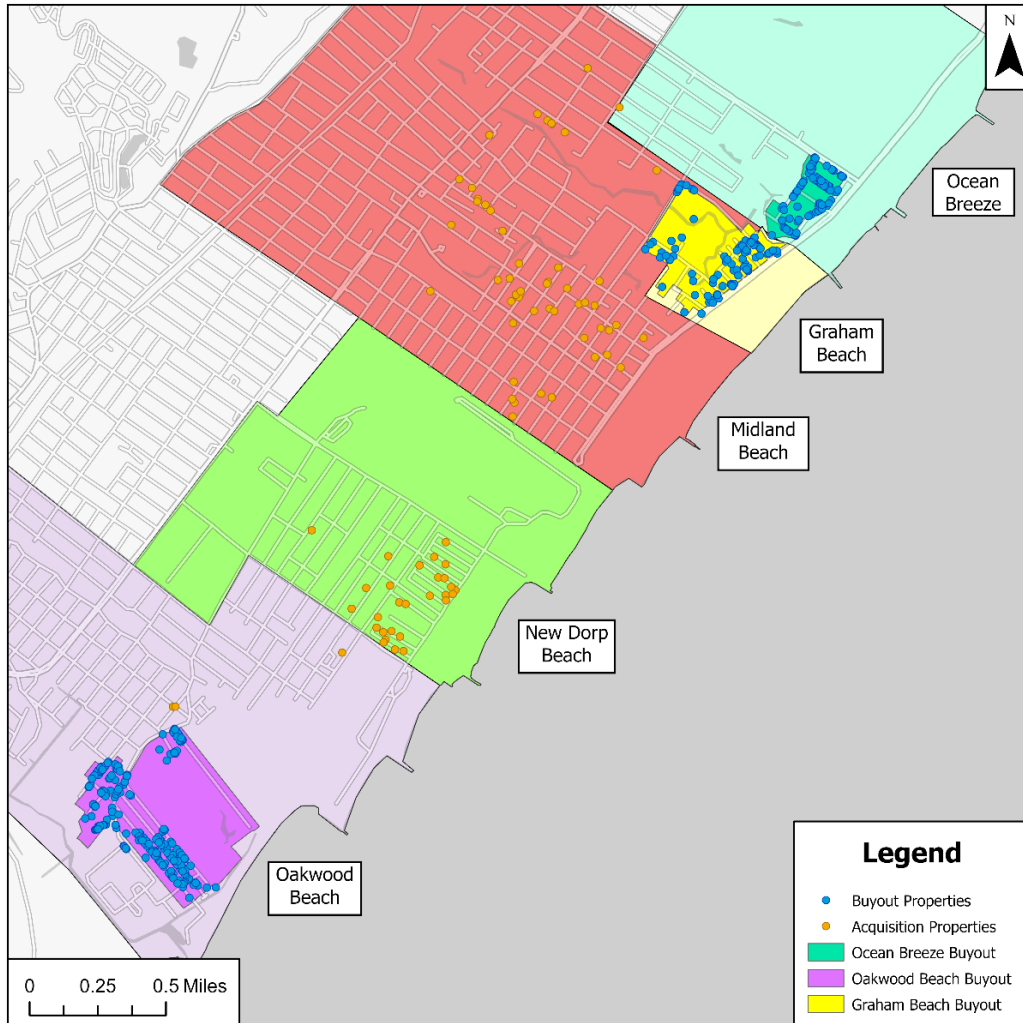 N
Ocean
Breeze
Graham
Beach
Midland
Beach
New Dorp
Beach
Oakwood
Beach
Legend
Buyout Properties
Acquisition Properties
Ocean Breeze Buyout
Oakwood Beach Buyout
Graham Beach Buyout
0 0.25 0.5 Miles